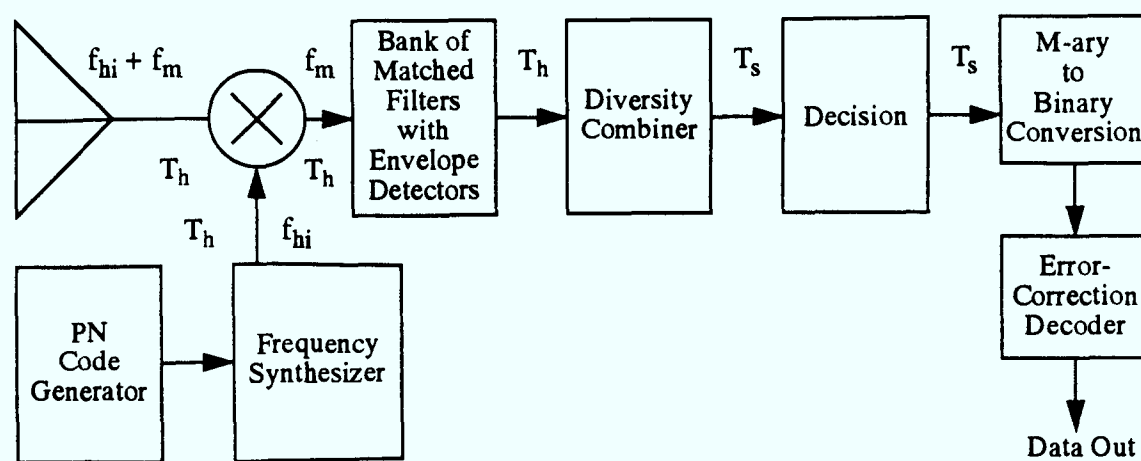 f_hi + f_m
T_h
f_m
T_h
T_h
f_hi
PN
Code
Generator
Frequency
Synthesizer
Bank of
Matched
Filters
with
Envelope
Detectors
T_h
Diversity
Combiner
T_s
Decision
T_s
M-ary
to
Binary
Conversion
Error-
Correction
Decoder
Data Out